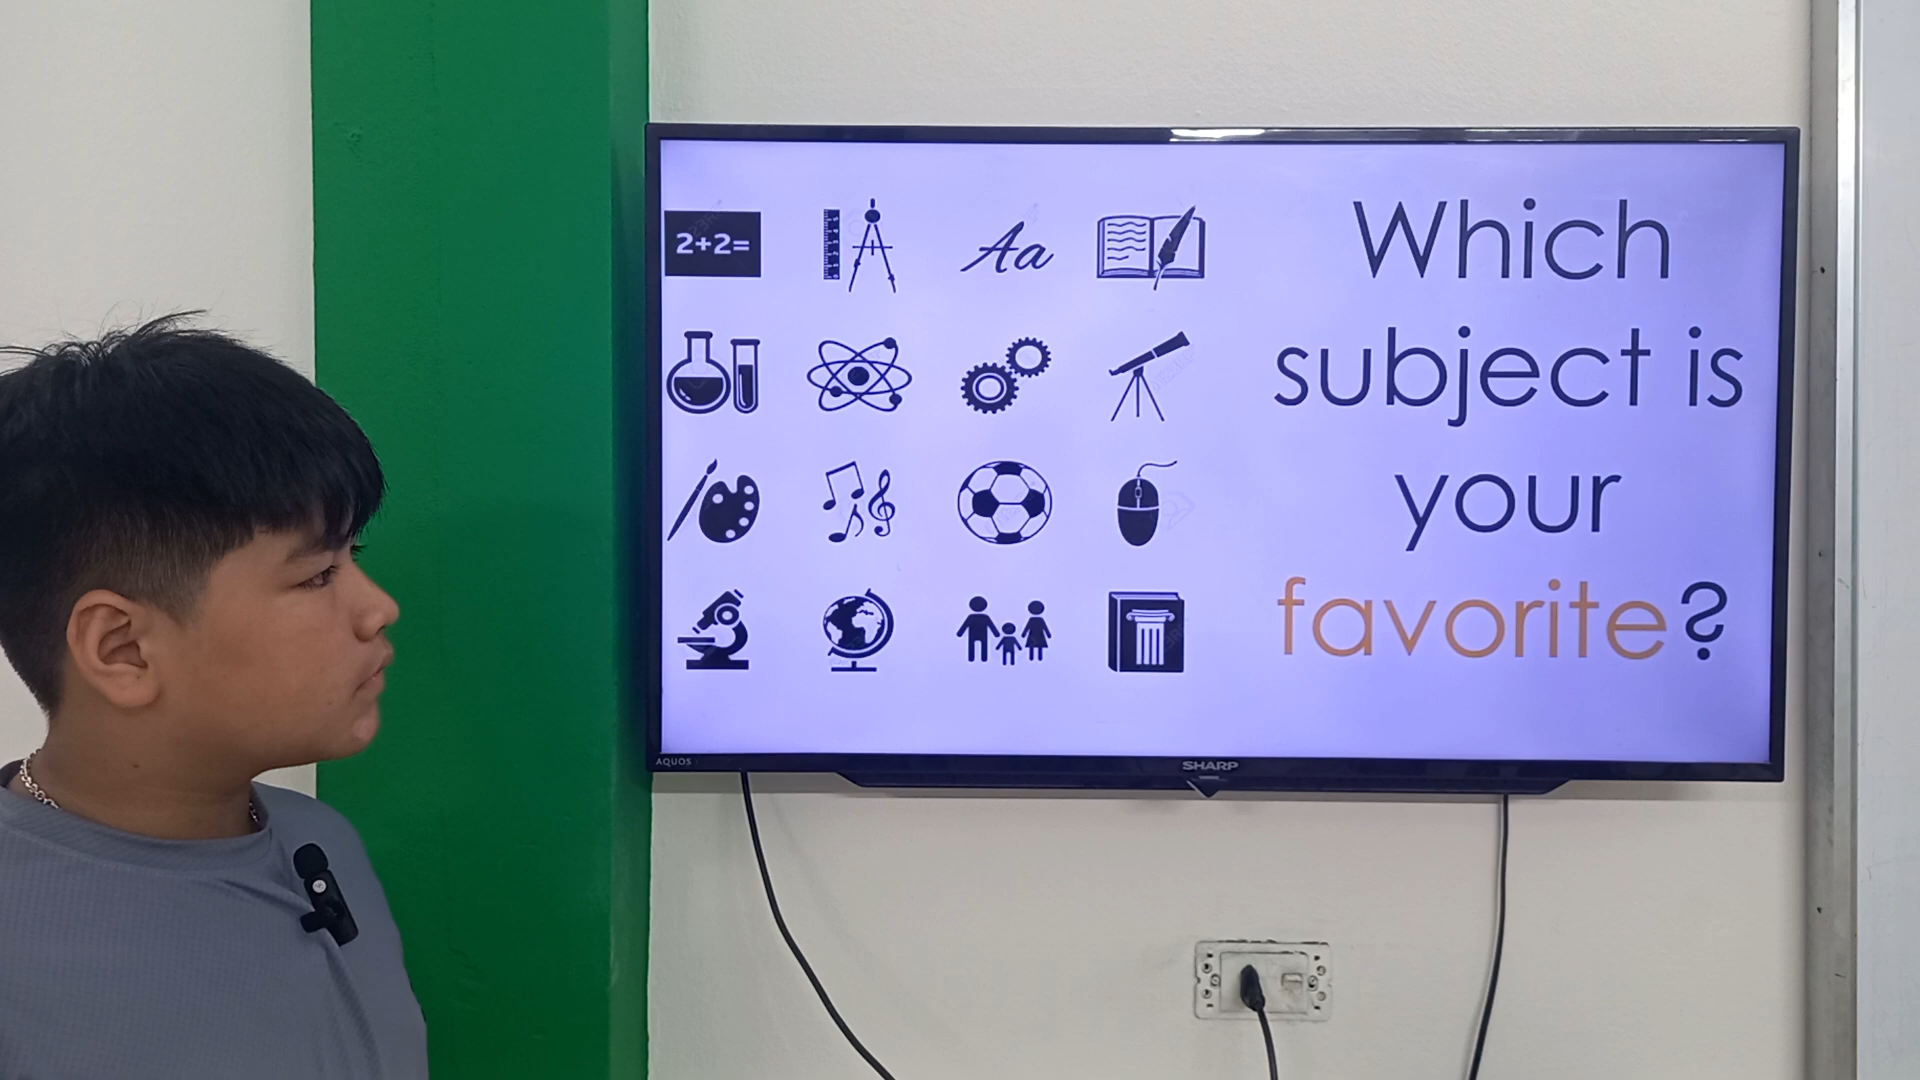 2+2=
Aa
Which
subject is
your
favorite?
AQUOS
SHARP